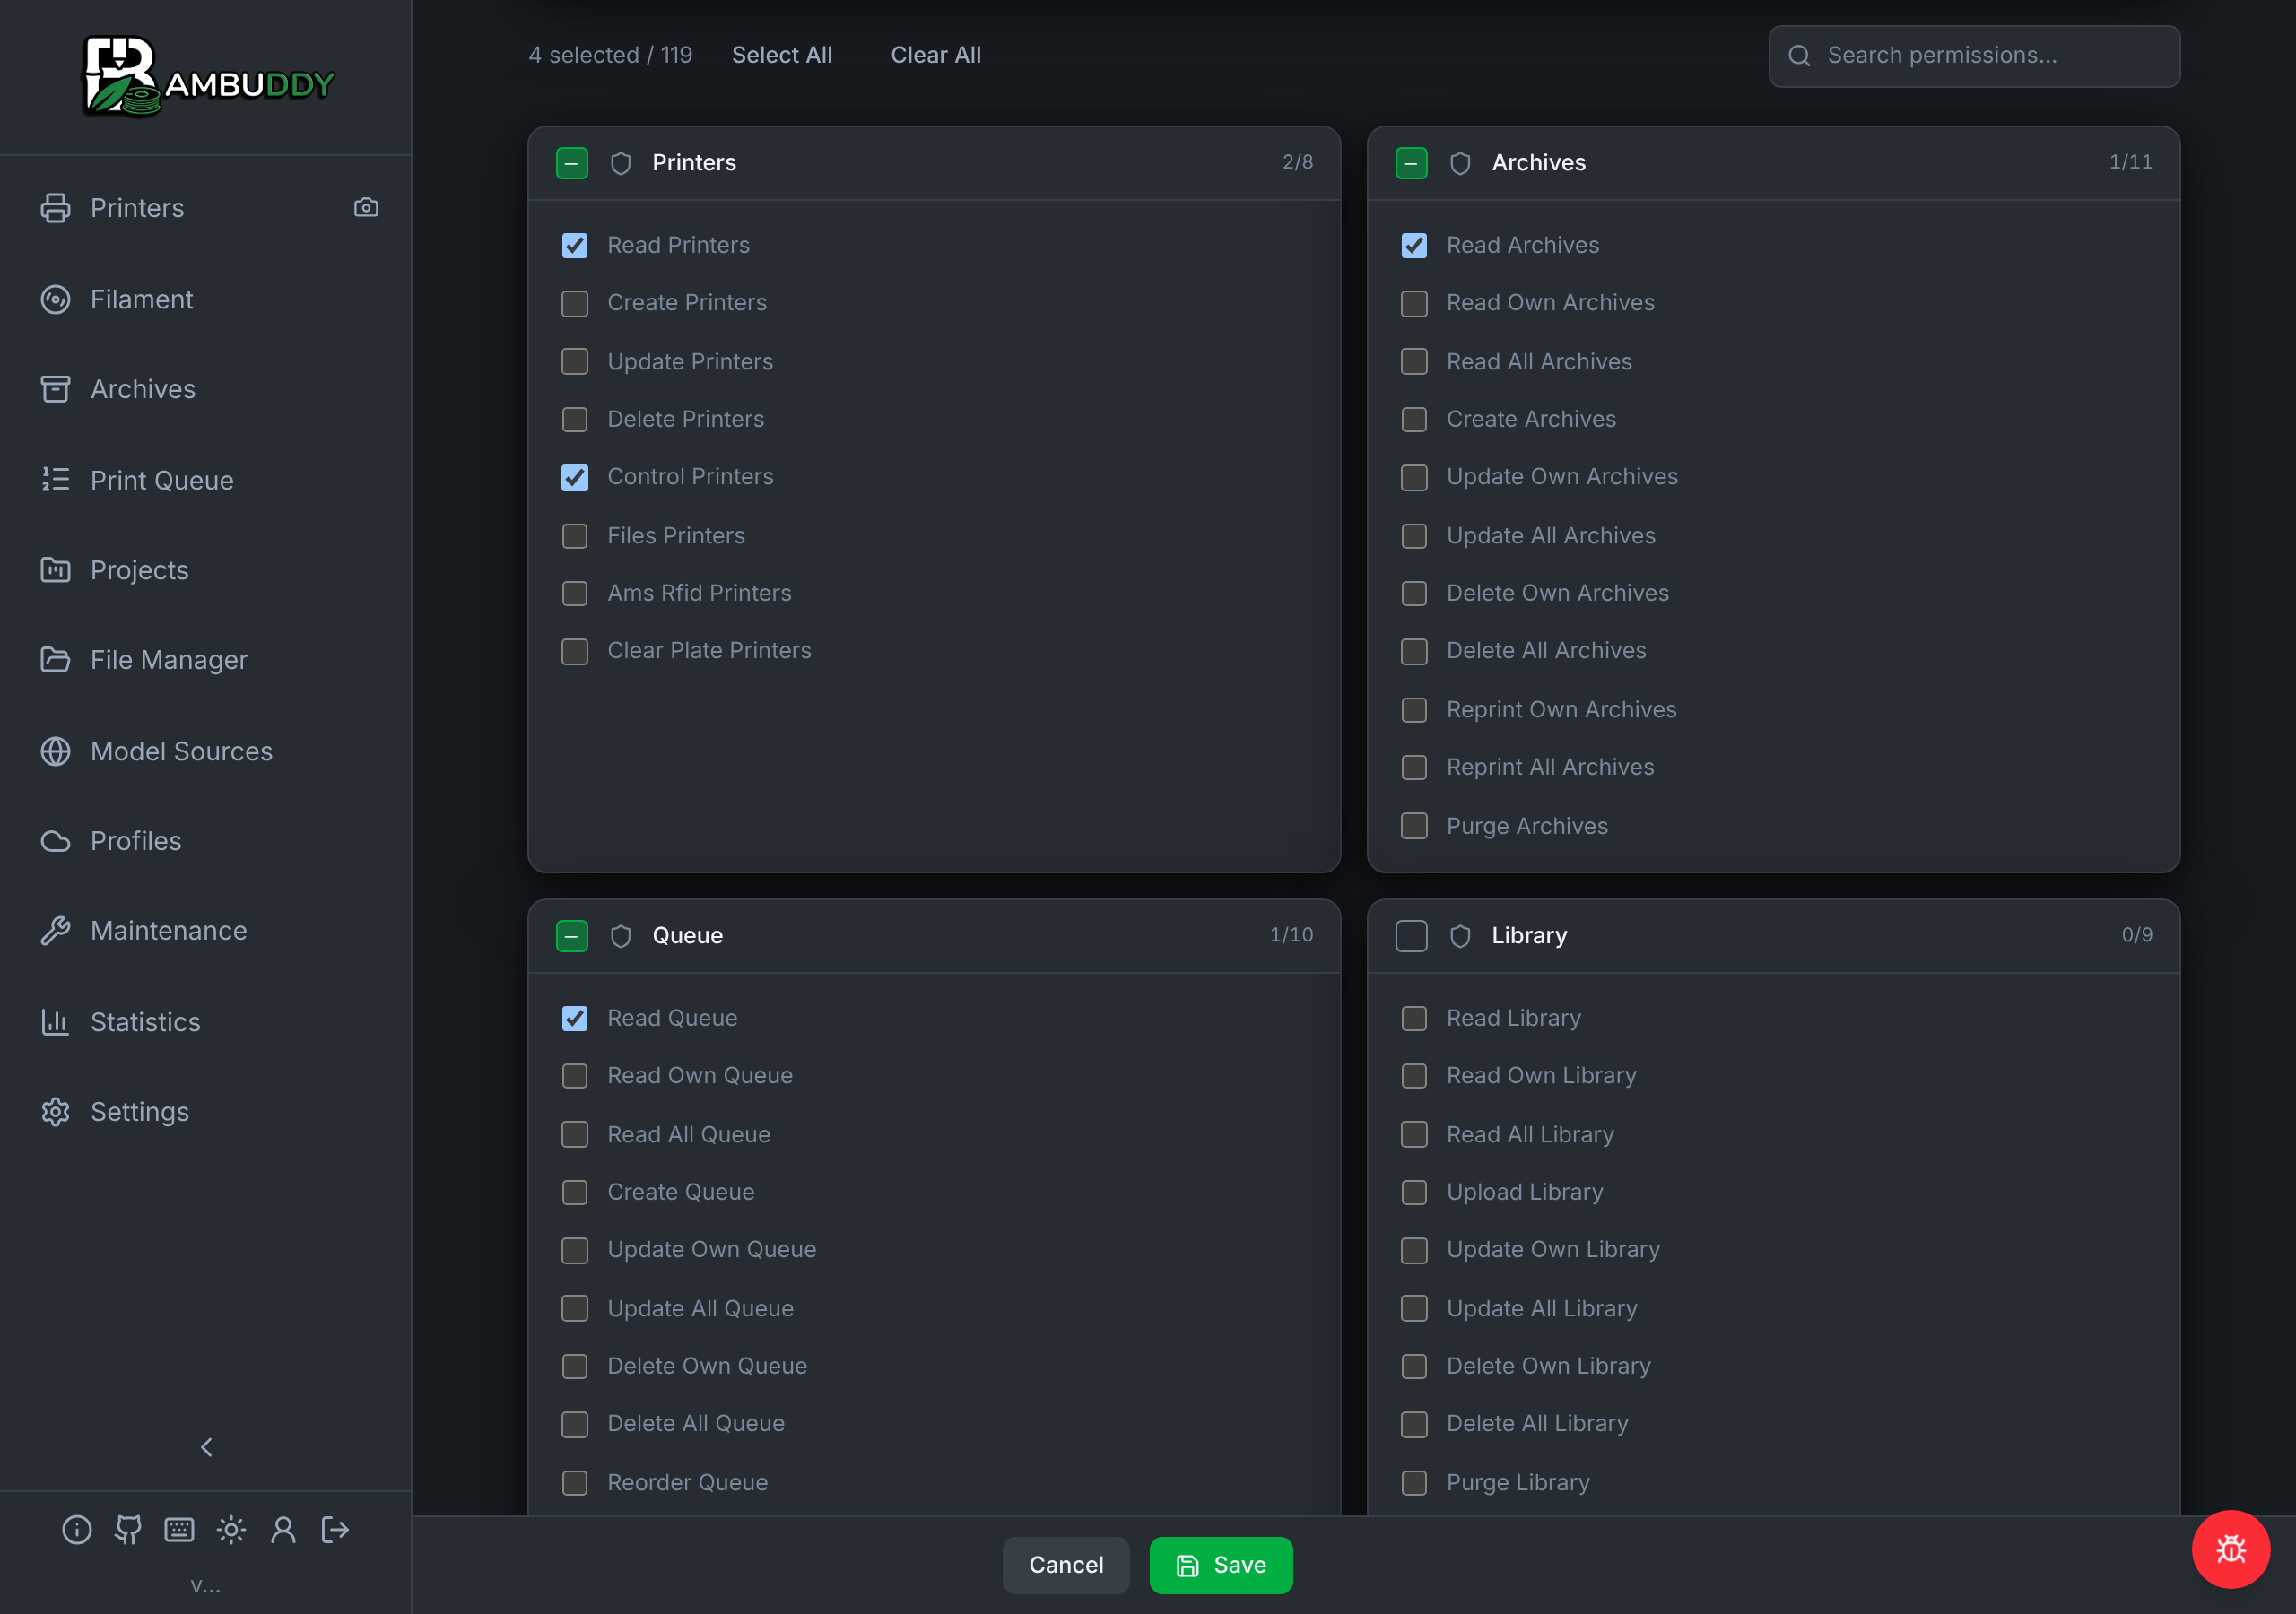 BAMBUDDY
Printers
Filament
Archives
Print Queue
Projects
File Manager
Model Sources
Profiles
Maintenance
Statistics
Settings
v...
4 selected / 119
Select All
Clear All
Search permissions...
Printers
2/8
Read Printers
Create Printers
Update Printers
Delete Printers
Control Printers
Files Printers
Ams Rfid Printers
Clear Plate Printers
Archives
1/11
Read Archives
Read Own Archives
Read All Archives
Create Archives
Update Own Archives
Update All Archives
Delete Own Archives
Delete All Archives
Reprint Own Archives
Reprint All Archives
Purge Archives
Queue
1/10
Read Queue
Read Own Queue
Read All Queue
Create Queue
Update Own Queue
Update All Queue
Delete Own Queue
Delete All Queue
Reorder Queue
Library
0/9
Read Library
Read Own Library
Read All Library
Upload Library
Update Own Library
Update All Library
Delete Own Library
Delete All Library
Purge Library
Cancel
Save